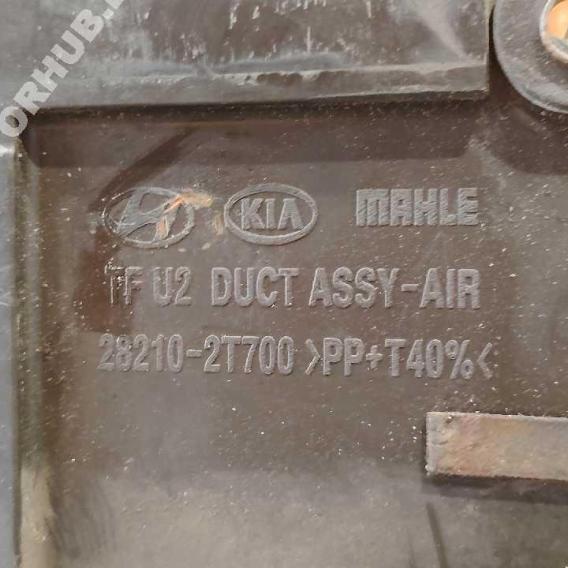 ORHUB.
KIA MAHLE
TF U2 DUCT ASSY-AIR
28210-2T700 >PP+T40%<